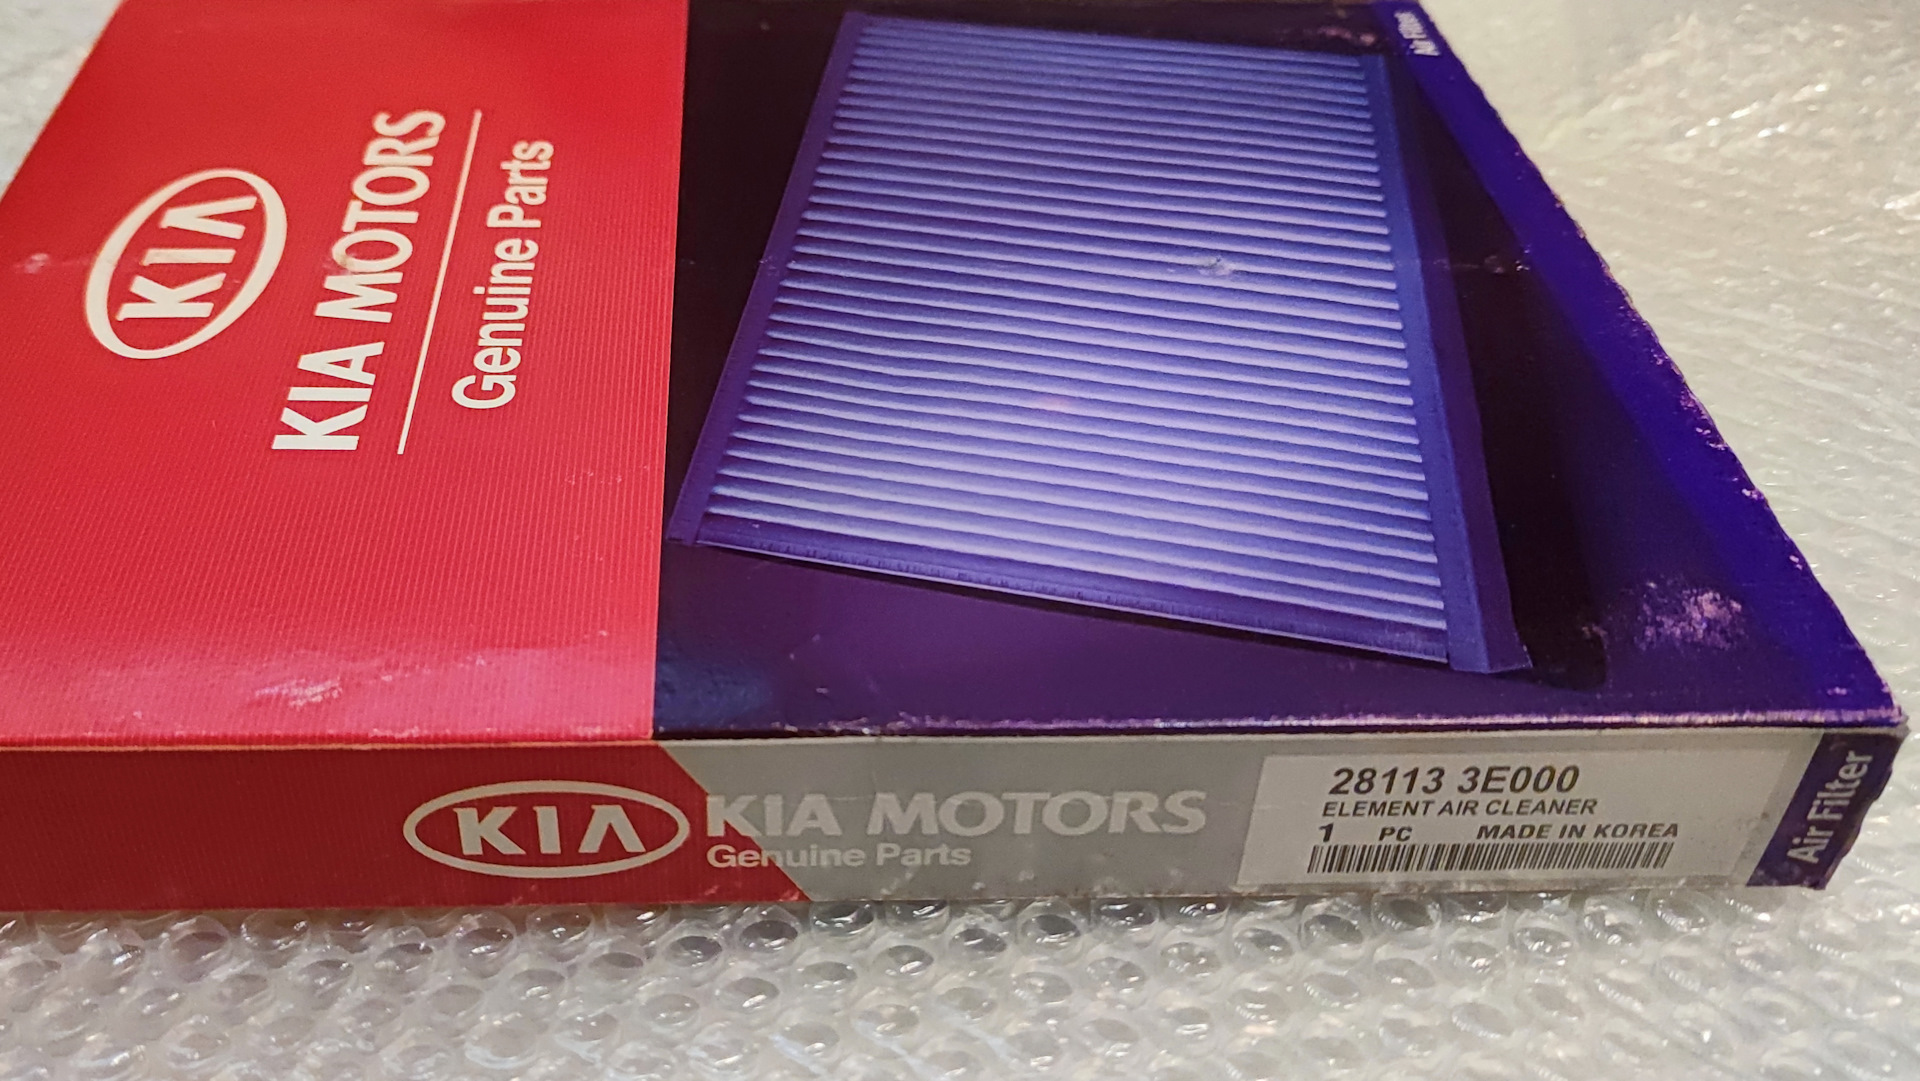 KIA
KIA MOTORS
Genuine Parts
Air Filter
KIA
KIA MOTORS
Genuine Parts
28113 3E000
ELEMENT AIR CLEANER
1 PC MADE IN KOREA
Air Filter